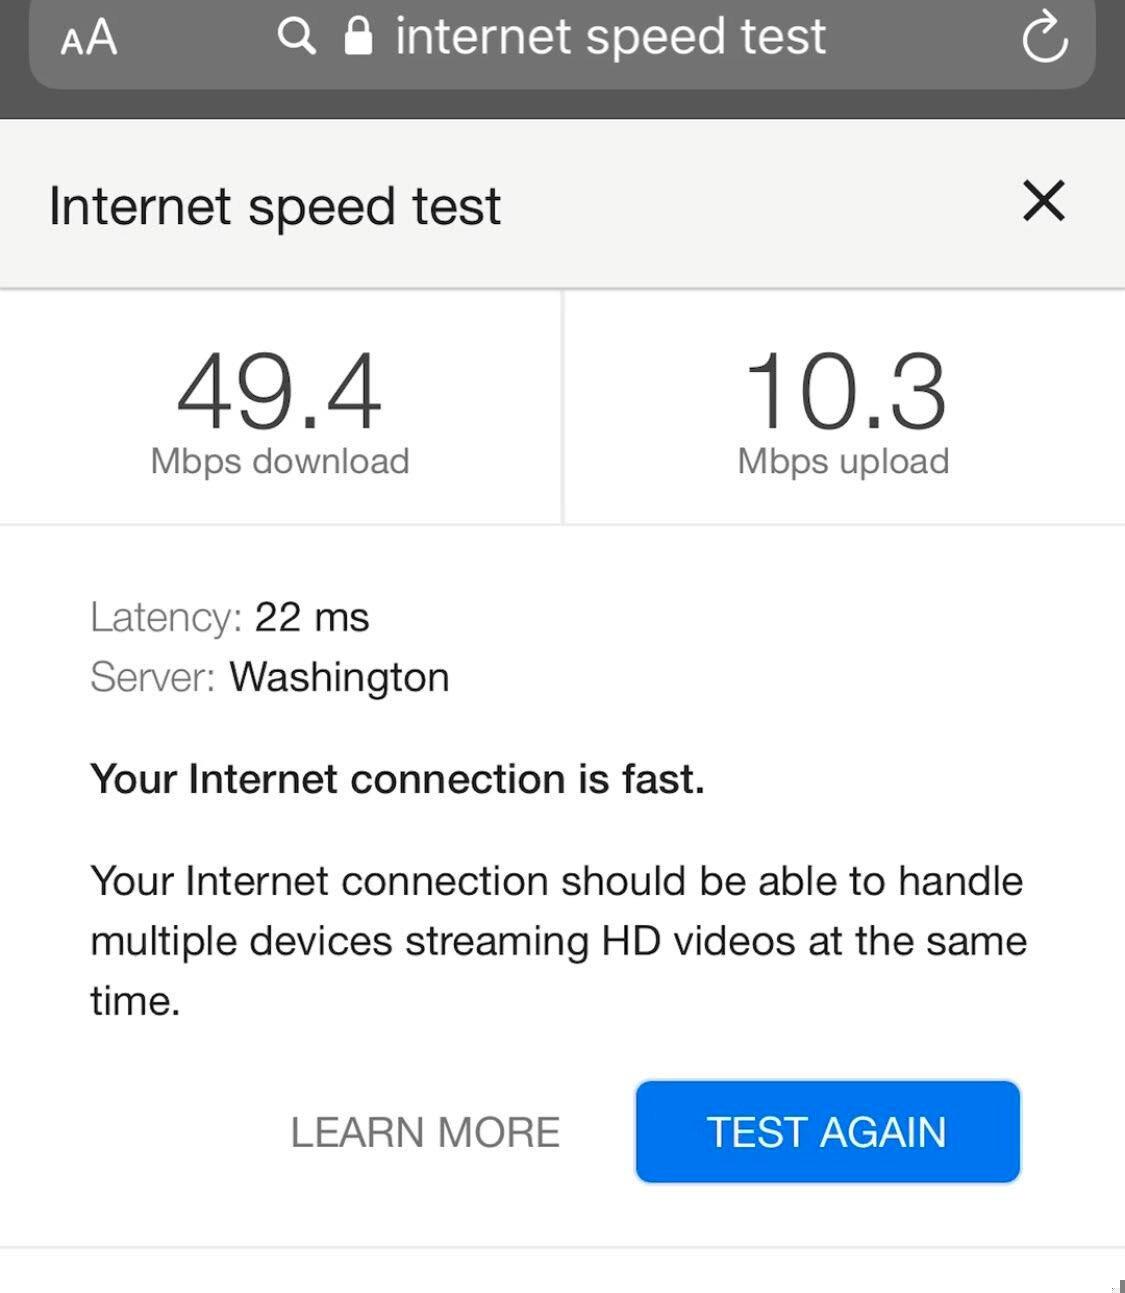 AA internet speed test
Internet speed test
49.4
Mbps download
10.3
Mbps upload
Latency: 22 ms
Server: Washington
Your Internet connection is fast.
Your Internet connection should be able to handle
multiple devices streaming HD videos at the same
time.
LEARN MORE
TEST AGAIN